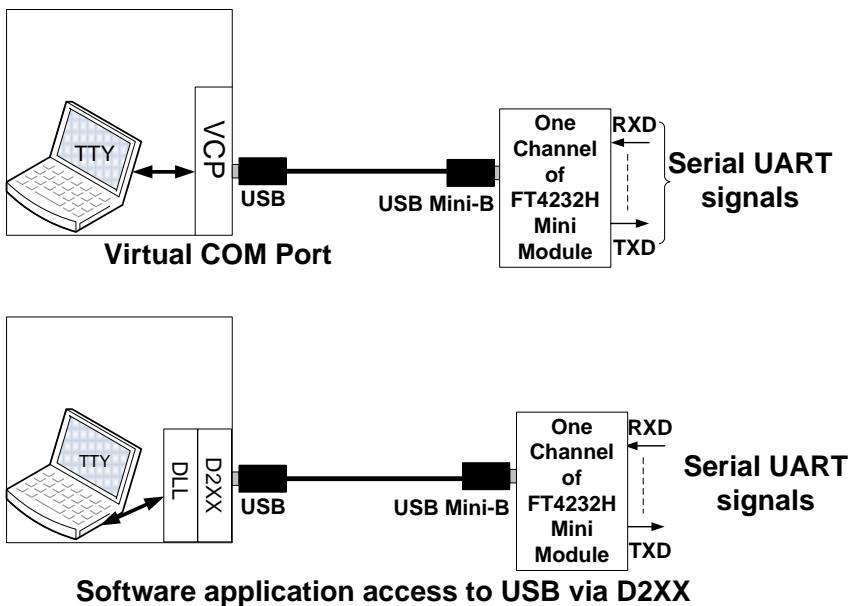 TTY
VCP
USB
USB Mini-B
One
Channel
of
FT4232H
Mini
Module
RXD
TXD
Serial UART
signals
Virtual COM Port
TTY
DLL
D2XX
USB
USB Mini-B
One
Channel
of
FT4232H
Mini
Module
RXD
TXD
Serial UART
signals
Software application access to USB via D2XX